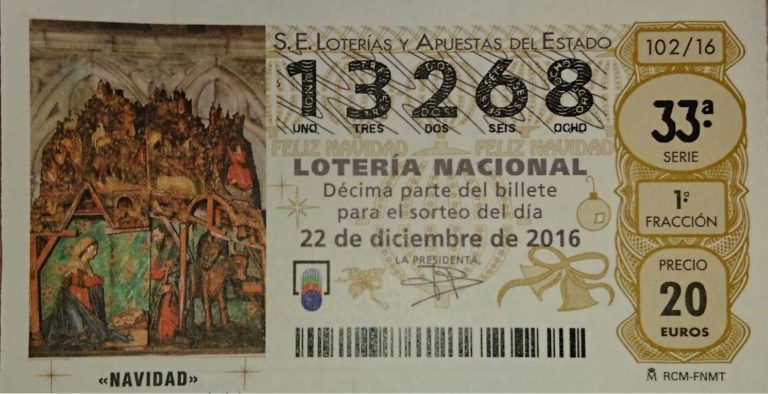 S.E. LOTERÍAS Y APUESTAS DEL ESTADO
102/16
13268
UNO TRES DOS SEIS OCHO
33ª
SERIE
FELIZ NAVIDAD FELIZ NAVIDAD
LOTERÍA NACIONAL
Décima parte del billete
para el sorteo del día
22 de diciembre de 2016
LA PRESIDENTA,
1ª
FRACCIÓN
PRECIO
20
EUROS
«NAVIDAD»
M RCM-FNMT